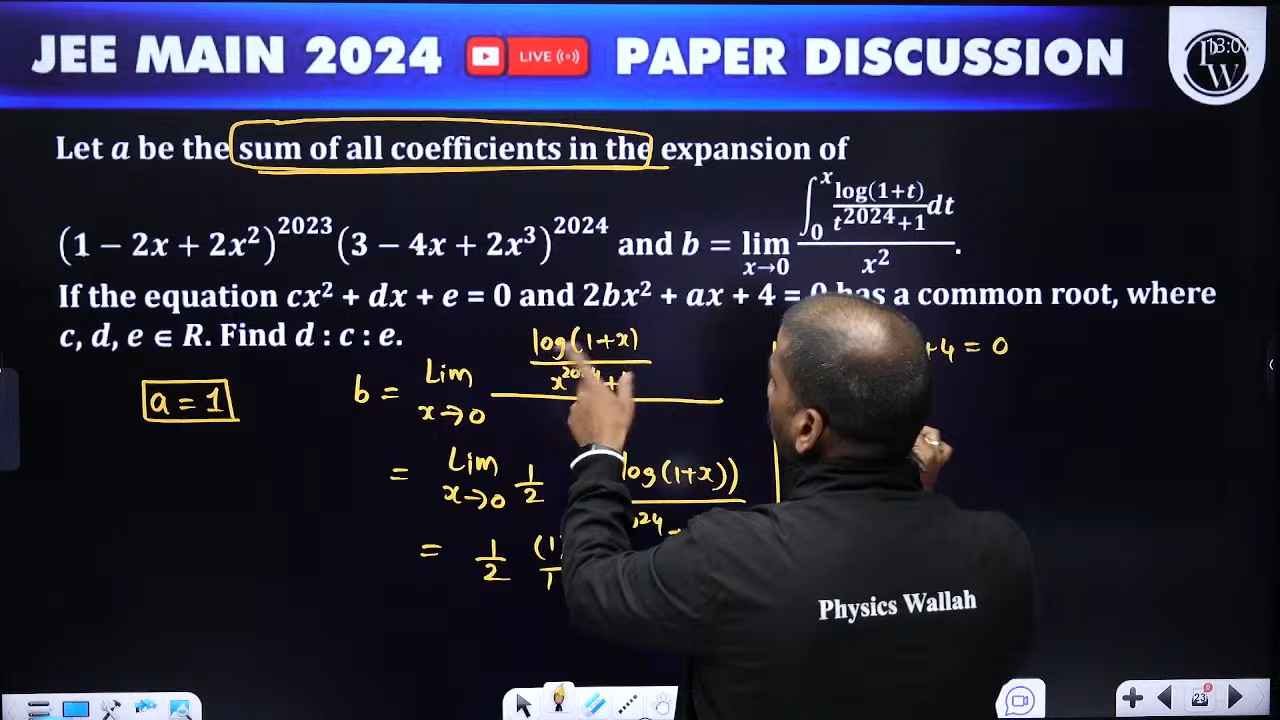 JEE MAIN 2024 LIVE PAPER DISCUSSION
Let a be the sum of all coefficients in the expansion of
(1 − 2x + 2x²)²⁰²³ (3 − 4x + 2x³)²⁰²⁴ and b = lim x→0 ∫₀ˣ log(1+t)/t²⁰²⁴+1 dt / x².
If the equation cx² + dx + e = 0 and 2bx² + ax + 4 = 0 has a common root, where
c, d, e ∈ R. Find d : c : e.
a = 1
b = Lim x→0 log(1+x)
= Lim x→0 1/2 log(1+x))
= 1/2
+4 = 0
Physics Wallah
23